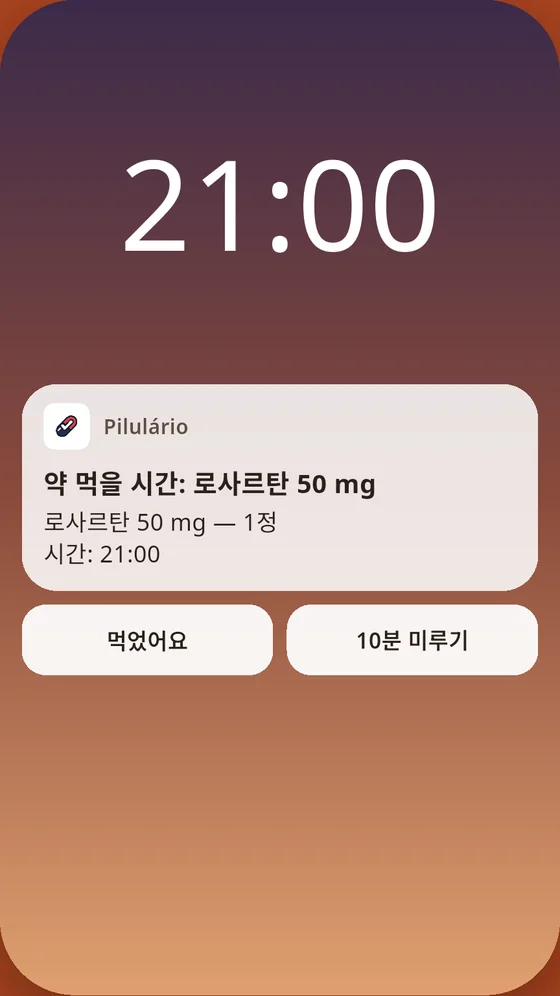 21:00
Pilulário
약 먹을 시간: 로사르탄 50 mg
로사르탄 50 mg — 1정
시간: 21:00
먹었어요
10분 미루기